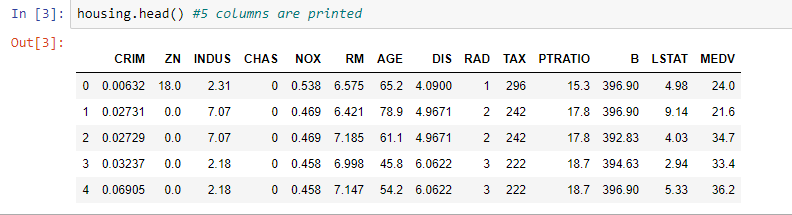 In [3]: housing.head() #5 columns are printed
Out[3]:
CRIM ZN INDUS CHAS NOX RM AGE DIS RAD TAX PTRATIO B LSTAT MEDV
0 0.00632 18.0 2.31 0 0.538 6.575 65.2 4.0900 1 296 15.3 396.90 4.98 24.0
1 0.02731 0.0 7.07 0 0.469 6.421 78.9 4.9671 2 242 17.8 396.90 9.14 21.6
2 0.02729 0.0 7.07 0 0.469 7.185 61.1 4.9671 2 242 17.8 392.83 4.03 34.7
3 0.03237 0.0 2.18 0 0.458 6.998 45.8 6.0622 3 222 18.7 394.63 2.94 33.4
4 0.06905 0.0 2.18 0 0.458 7.147 54.2 6.0622 3 222 18.7 396.90 5.33 36.2